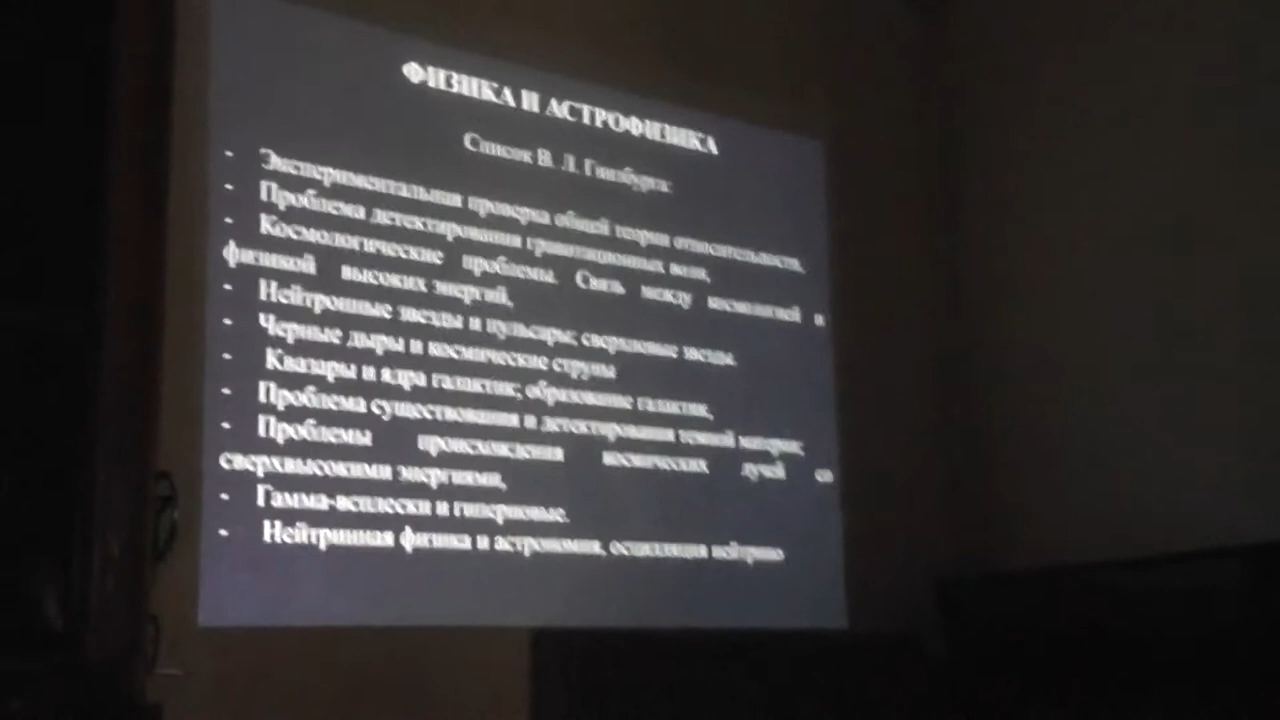 ФИЗИКА И АСТРОФИЗИКА
Список В. Л. Гинзбурга:
- Экспериментальная проверка общей теории относительности,
- Проблема детектирования гравитационных волн,
- Космологические проблемы. Связь между космологией и
физикой высоких энергий,
- Нейтронные звезды и пульсары; сверхновые звезды.
- Черные дыры и космические струны
- Квазары и ядра галактик; образование галактик,
- Проблема существования и детектирования темной материи;
- Проблемы происхождения космических лучей со
сверхвысокими энергиями,
- Гамма-всплески и гиперновые.
- Нейтринная физика и астрономия, осцилляция нейтрино